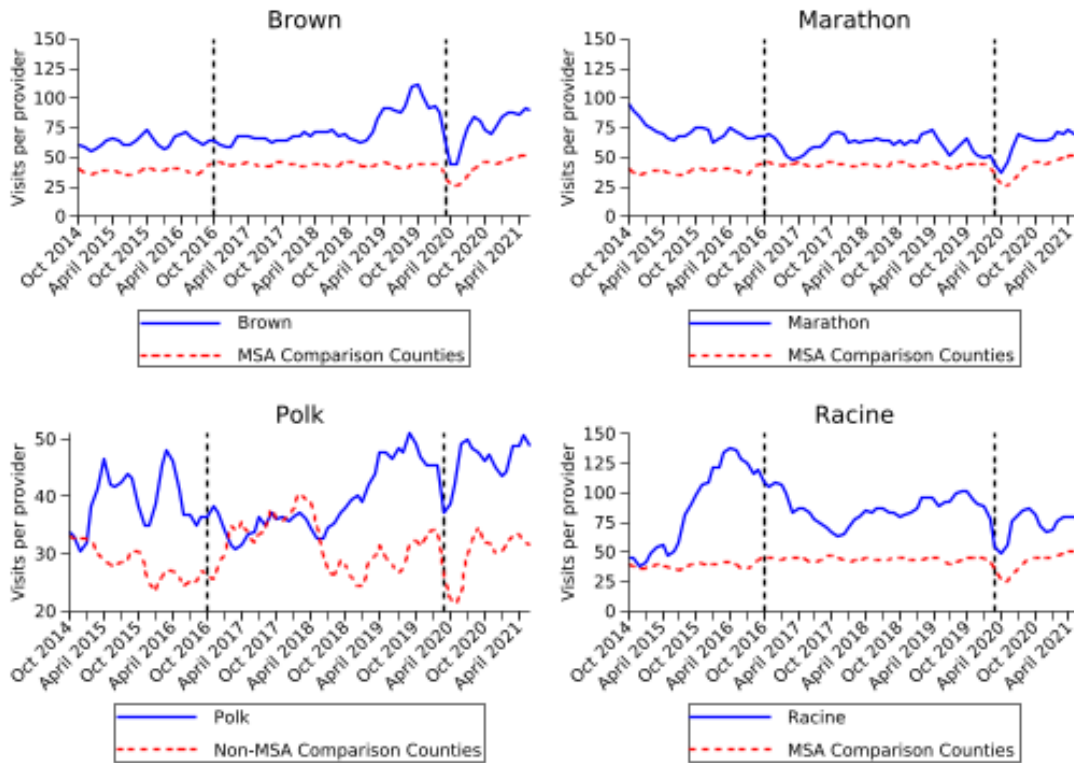 Brown
Visits per provider
150
125
100
75
50
25
0
Oct 2014
April 2015
Oct 2015
April 2016
Oct 2016
April 2017
Oct 2017
April 2018
Oct 2018
April 2019
Oct 2019
April 2020
Oct 2020
April 2021
Brown
MSA Comparison Counties
Marathon
Visits per provider
150
125
100
75
50
25
0
Oct 2014
April 2015
Oct 2015
April 2016
Oct 2016
April 2017
Oct 2017
April 2018
Oct 2018
April 2019
Oct 2019
April 2020
Oct 2020
April 2021
Marathon
MSA Comparison Counties
Polk
Visits per provider
50
40
30
20
Oct 2014
April 2015
Oct 2015
April 2016
Oct 2016
April 2017
Oct 2017
April 2018
Oct 2018
April 2019
Oct 2019
April 2020
Oct 2020
April 2021
Polk
Non-MSA Comparison Counties
Racine
Visits per provider
150
125
100
75
50
25
0
Oct 2014
April 2015
Oct 2015
April 2016
Oct 2016
April 2017
Oct 2017
April 2018
Oct 2018
April 2019
Oct 2019
April 2020
Oct 2020
April 2021
Racine
MSA Comparison Counties